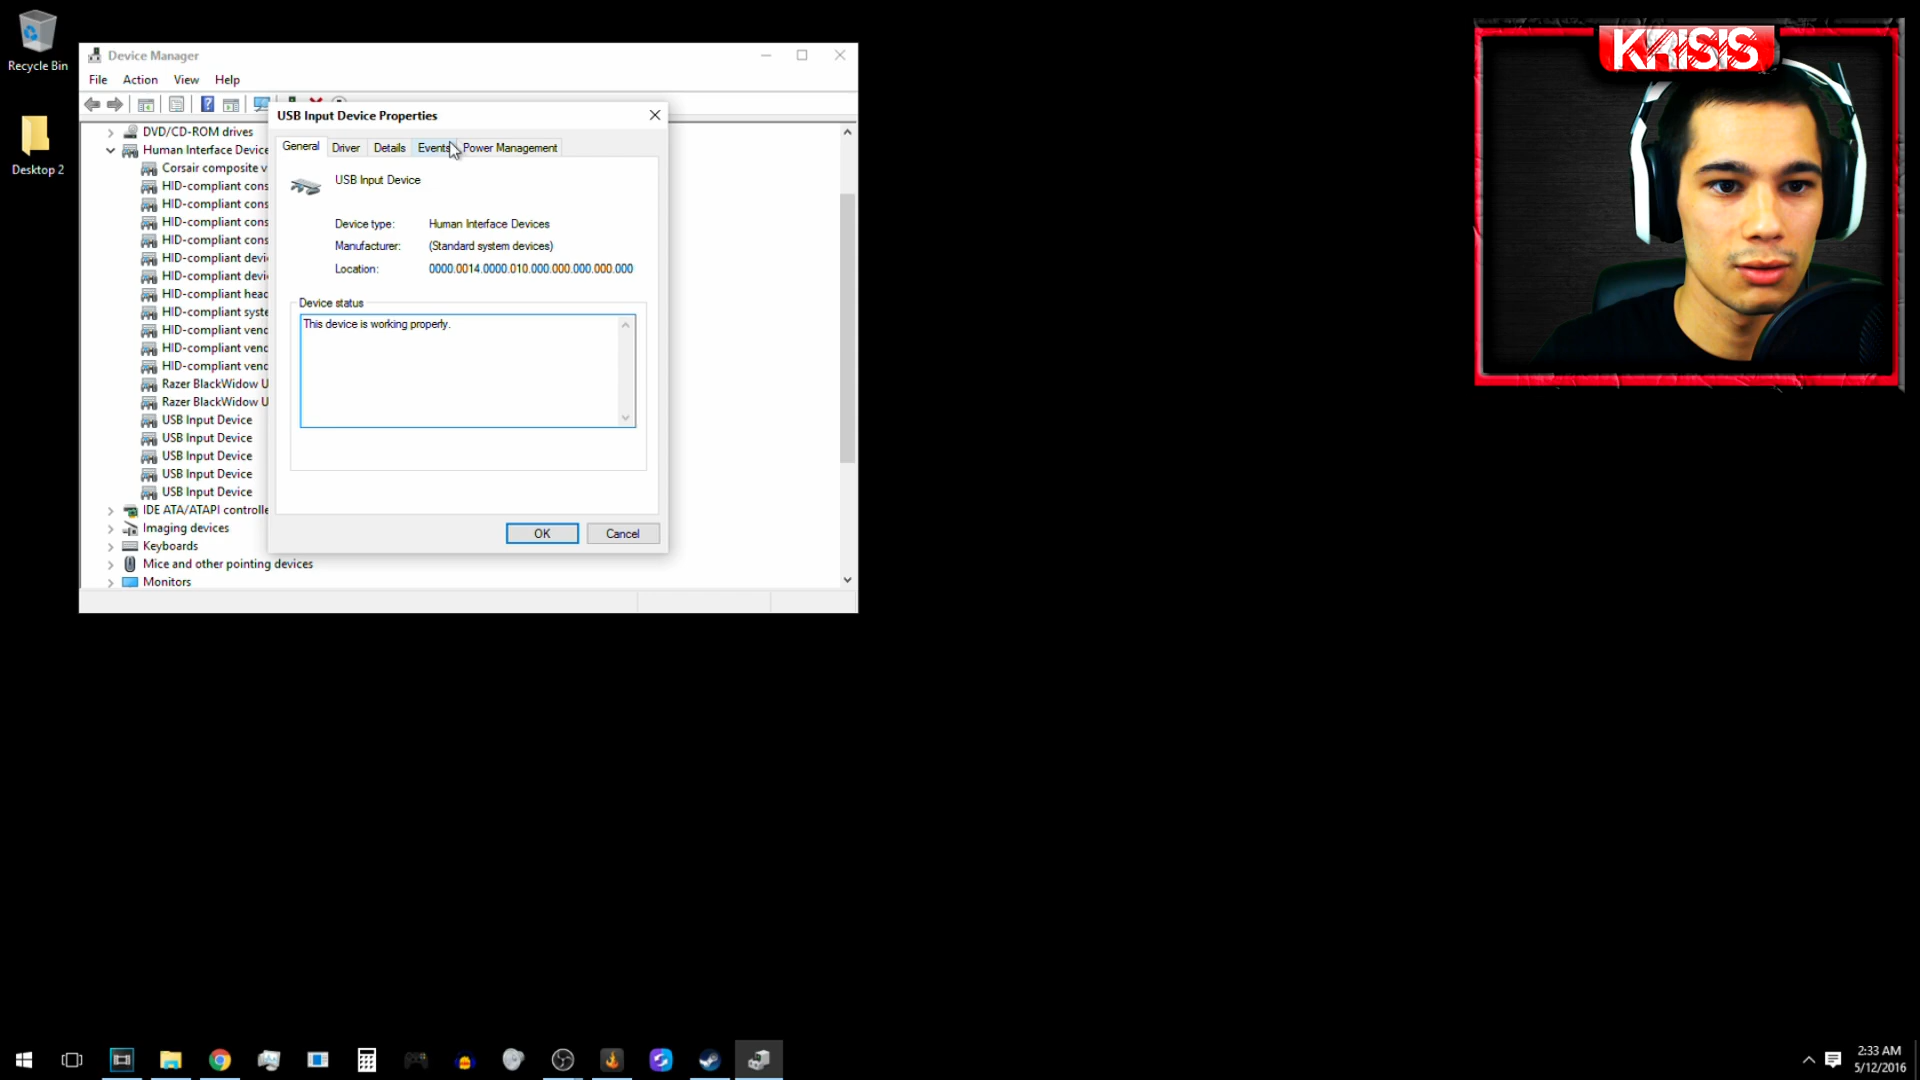 Recycle Bin
Desktop 2
Device Manager
File Action View Help
DVD/CD-ROM drives
Human Interface Device
Corsair composite v
HID-compliant cons
HID-compliant cons
HID-compliant cons
HID-compliant cons
HID-compliant devi
HID-compliant devi
HID-compliant head
HID-compliant syste
HID-compliant venc
HID-compliant venc
HID-compliant venc
Razer BlackWidow U
Razer BlackWidow U
USB Input Device
USB Input Device
USB Input Device
USB Input Device
USB Input Device
IDE ATA/ATAPI controlle
Imaging devices
Keyboards
Mice and other pointing devices
Monitors
USB Input Device Properties
General Driver Details Events Power Management
USB Input Device
Device type: Human Interface Devices
Manufacturer: (Standard system devices)
Location: 0000.0014.0000.010.000.000.000.000.000
Device status
This device is working properly.
OK Cancel
KRISIS
2:33 AM
5/12/2016